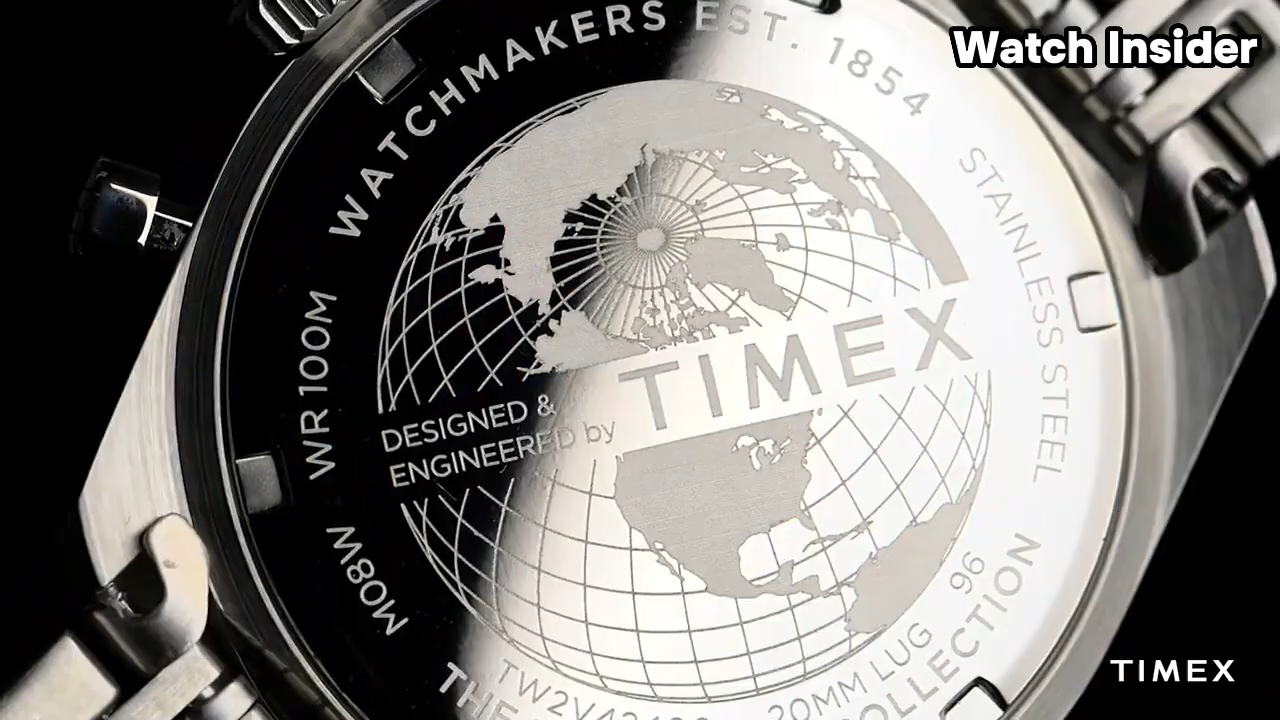 Watch Insider
WATCHMAKERS EST. 1854
STAINLESS STEEL
WR 100M
TIMEX
DESIGNED &
ENGINEERED by
M08W
96
20MM LUG
THE
COLLECTION
TIMEX